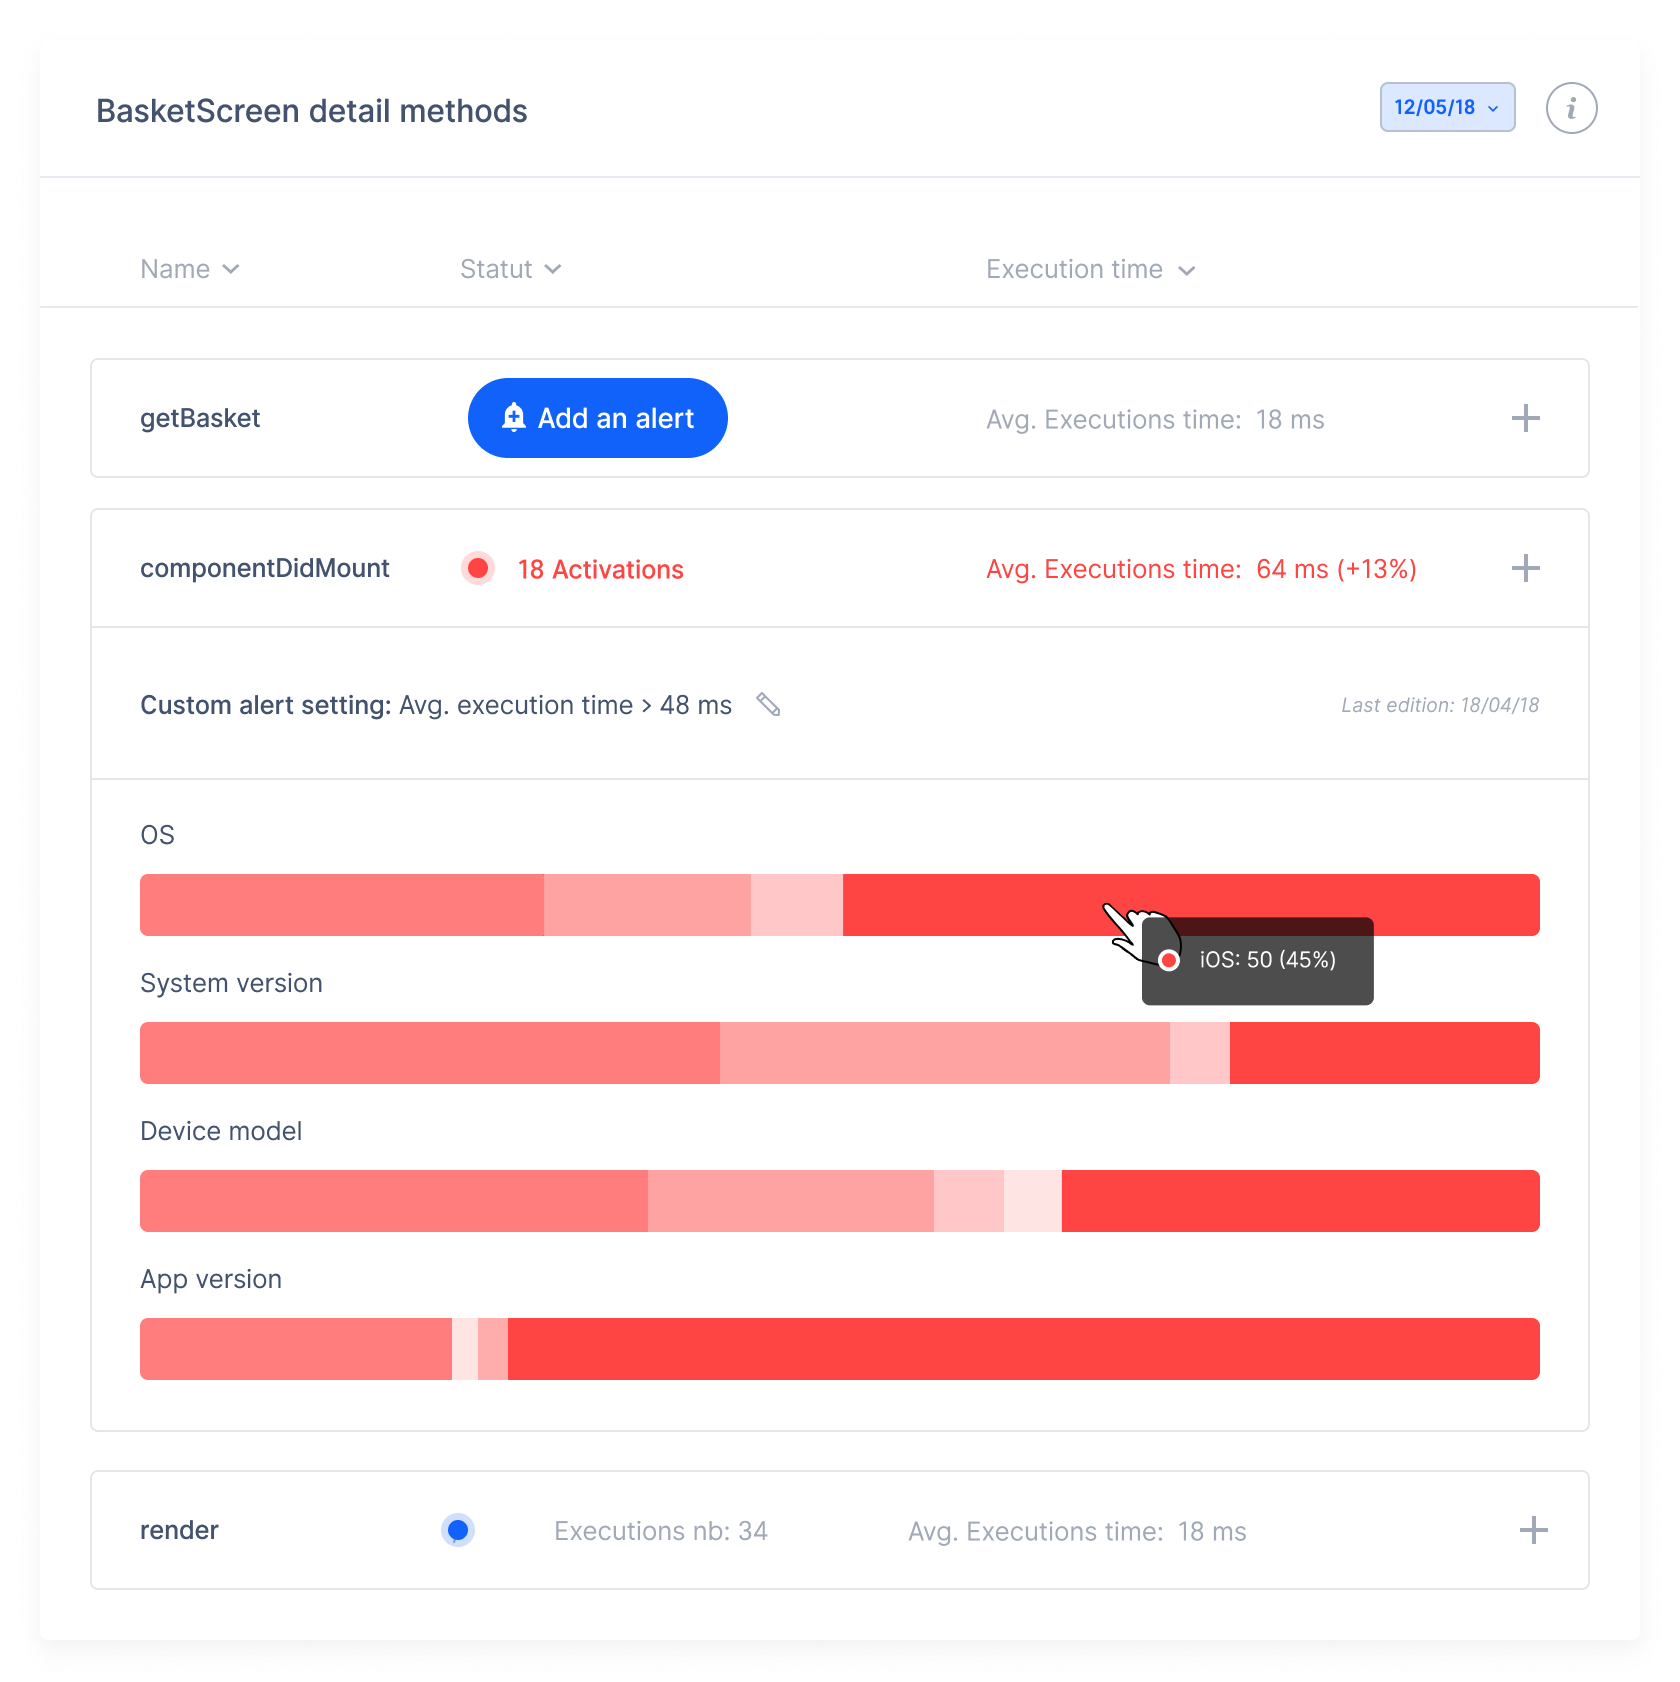 BasketScreen detail methods
12/05/18
i
Name
Statut
Execution time
getBasket
Add an alert
Avg. Executions time: 18 ms
componentDidMount
18 Activations
Avg. Executions time: 64 ms (+13%)
Custom alert setting: Avg. execution time > 48 ms
Last edition: 18/04/18
OS
iOS: 50 (45%)
System version
Device model
App version
render
Executions nb: 34
Avg. Executions time: 18 ms